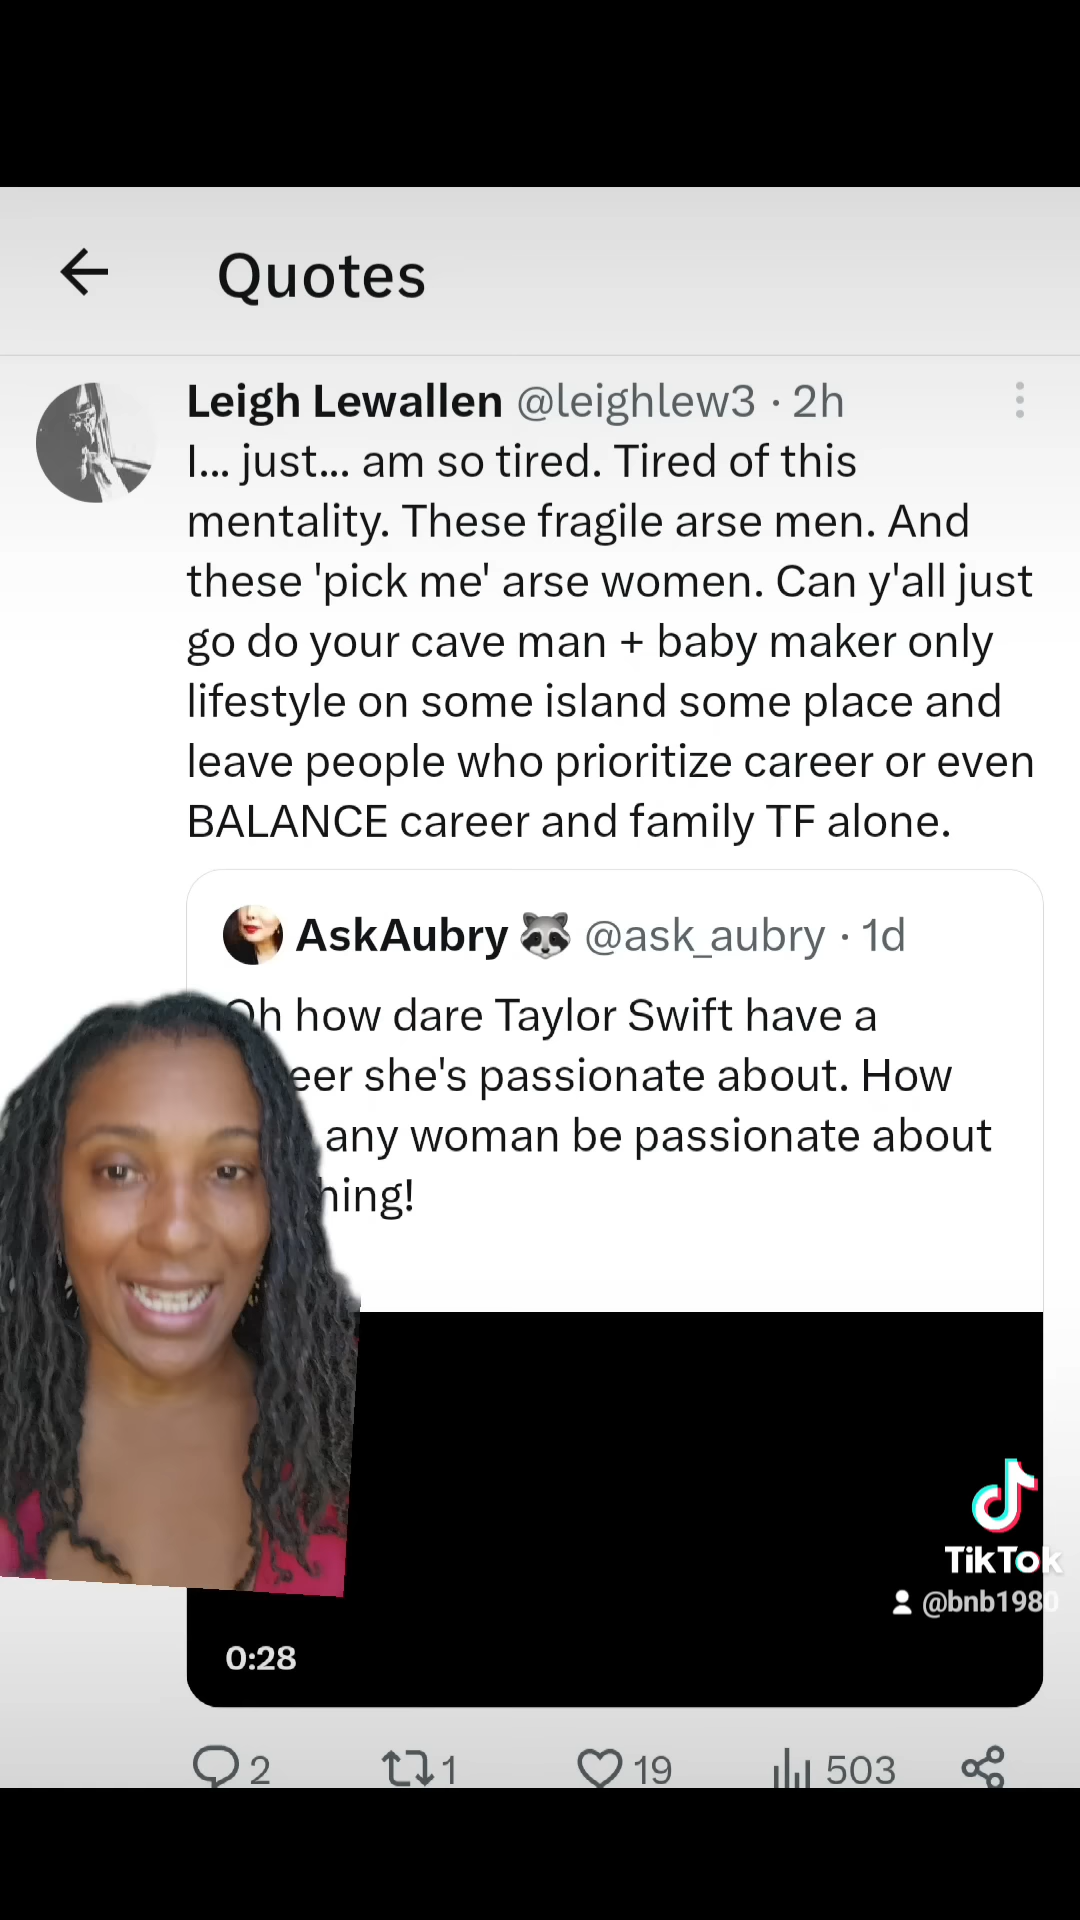 Quotes
Leigh Lewallen @leighlew3 · 2h
I... just... am so tired. Tired of this
mentality. These fragile arse men. And
these 'pick me' arse women. Can y'all just
go do your cave man + baby maker only
lifestyle on some island some place and
leave people who prioritize career or even
BALANCE career and family TF alone.
AskAubry 🦝 @ask_aubry · 1d
Oh how dare Taylor Swift have a
she's passionate about. How
any woman be passionate about
TikTok
@bnb1980
0:28
2 1 19 503